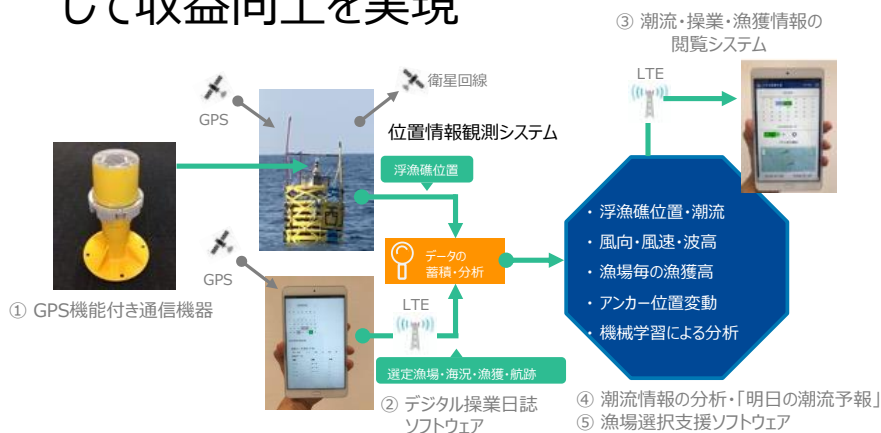 して収益向上を実現
③ 潮流・操業・漁獲情報の
閲覧システム
LTE
衛星回線
GPS
位置情報観測システム
浮漁礁位置
・ 浮漁礁位置・潮流
・ 風向・風速・波高
・ 漁場毎の漁獲高
・ アンカー位置変動
・ 機械学習による分析
データの
蓄積・分析
GPS
① GPS機能付き通信機器
LTE
選定漁場・海況・漁獲・航跡
② デジタル操業日誌
ソフトウェア
④ 潮流情報の分析・「明日の潮流予報」
⑤ 漁場選択支援ソフトウェア